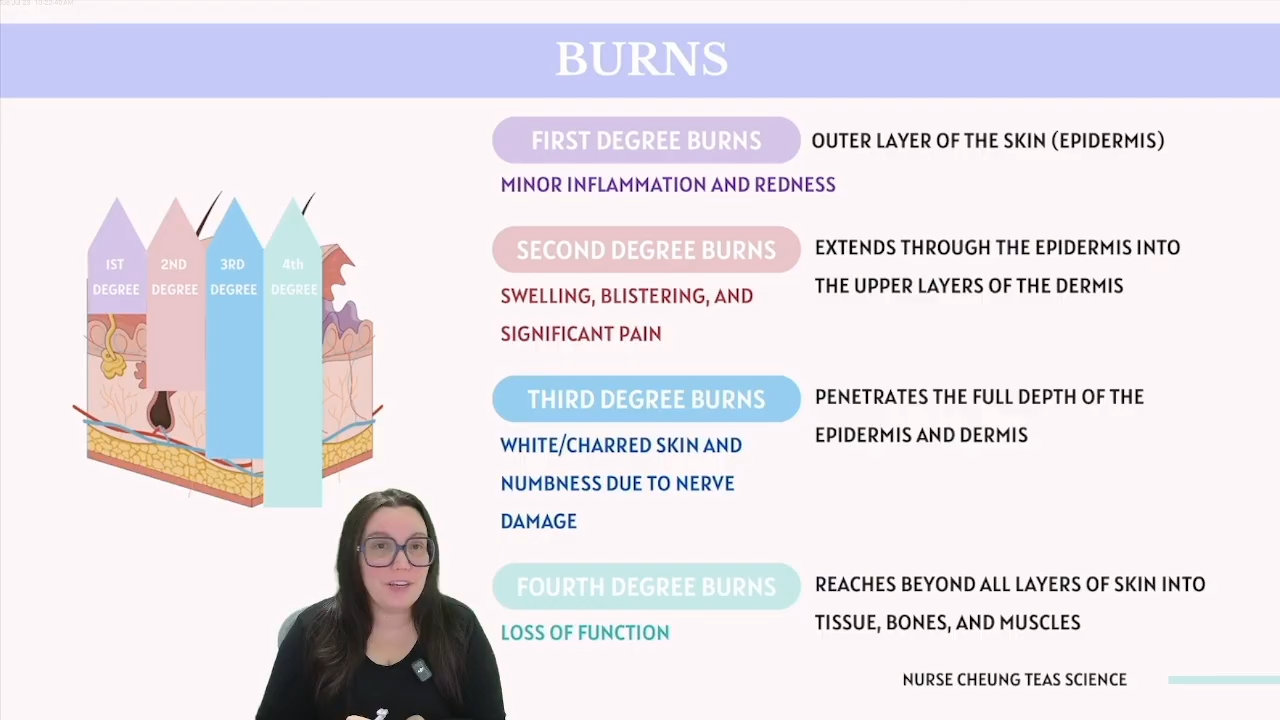 BURNS
FIRST DEGREE BURNS
OUTER LAYER OF THE SKIN (EPIDERMIS)
MINOR INFLAMMATION AND REDNESS
SECOND DEGREE BURNS
EXTENDS THROUGH THE EPIDERMIS INTO
THE UPPER LAYERS OF THE DERMIS
SWELLING, BLISTERING, AND
SIGNIFICANT PAIN
THIRD DEGREE BURNS
PENETRATES THE FULL DEPTH OF THE
EPIDERMIS AND DERMIS
WHITE/CHARRED SKIN AND
NUMBNESS DUE TO NERVE
DAMAGE
FOURTH DEGREE BURNS
REACHES BEYOND ALL LAYERS OF SKIN INTO
TISSUE, BONES, AND MUSCLES
LOSS OF FUNCTION
1ST
DEGREE
2ND
DEGREE
3RD
DEGREE
4th
DEGREE
NURSE CHEUNG TEAS SCIENCE